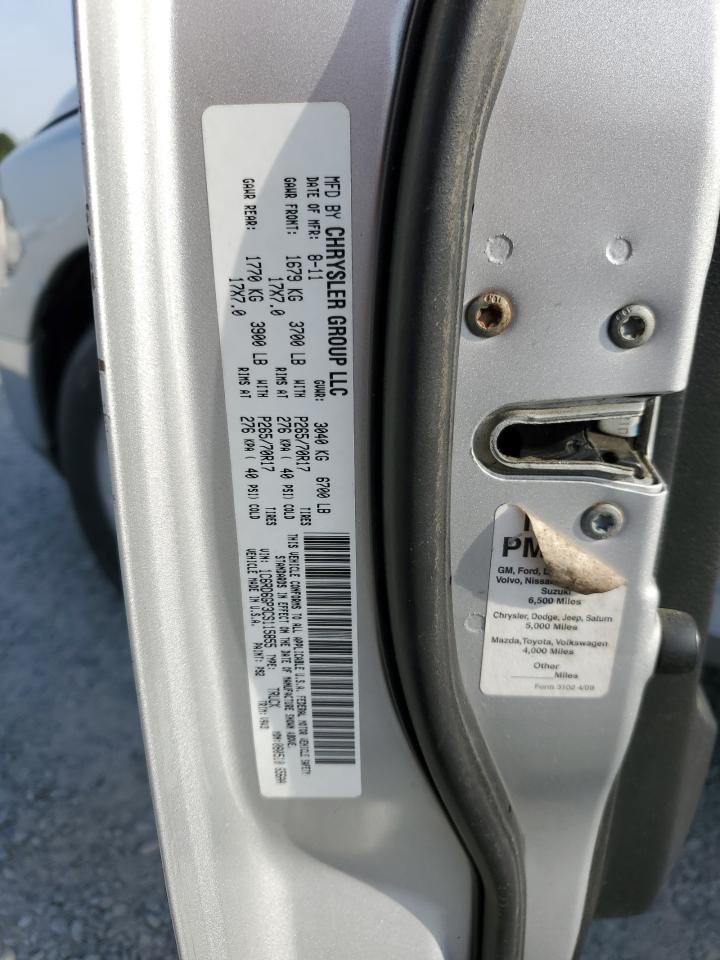 MFD BY CHRYSLER GROUP LLC
DATE OF MFR: 8-11 GVWR: 3040 KG 6700 LB
GAWR FRONT: 1679 KG 3700 LB WITH P265/70R17 TIRES
17X7.0 RIMS AT 276 KPA ( 40 PSI) COLD
GAWR REAR: 1770 KG 3900 LB WITH P265/70R17 TIRES
17X7.0 RIMS AT 276 KPA ( 40 PSI) COLD
THIS VEHICLE CONFORMS TO ALL APPLICABLE U.S.A. FEDERAL MOTOR VEHICLE SAFETY
STANDARDS IN EFFECT ON THE DATE OF MANUFACTURE SHOWN ABOVE.
VIN: 1D6RD6GP3CS115855 TYPE: TRUCK
VEHICLE MADE IN U.S.A. PAINT: PS2
PM
GM, Ford,
Volvo,
Suzuki
6,500 Miles
Chrysler, Dodge, Jeep, Saturn
5,000 Miles
Mazda, Toyota, Volkswagen
4,000 Miles
Other
Miles
Form 3102 4/09